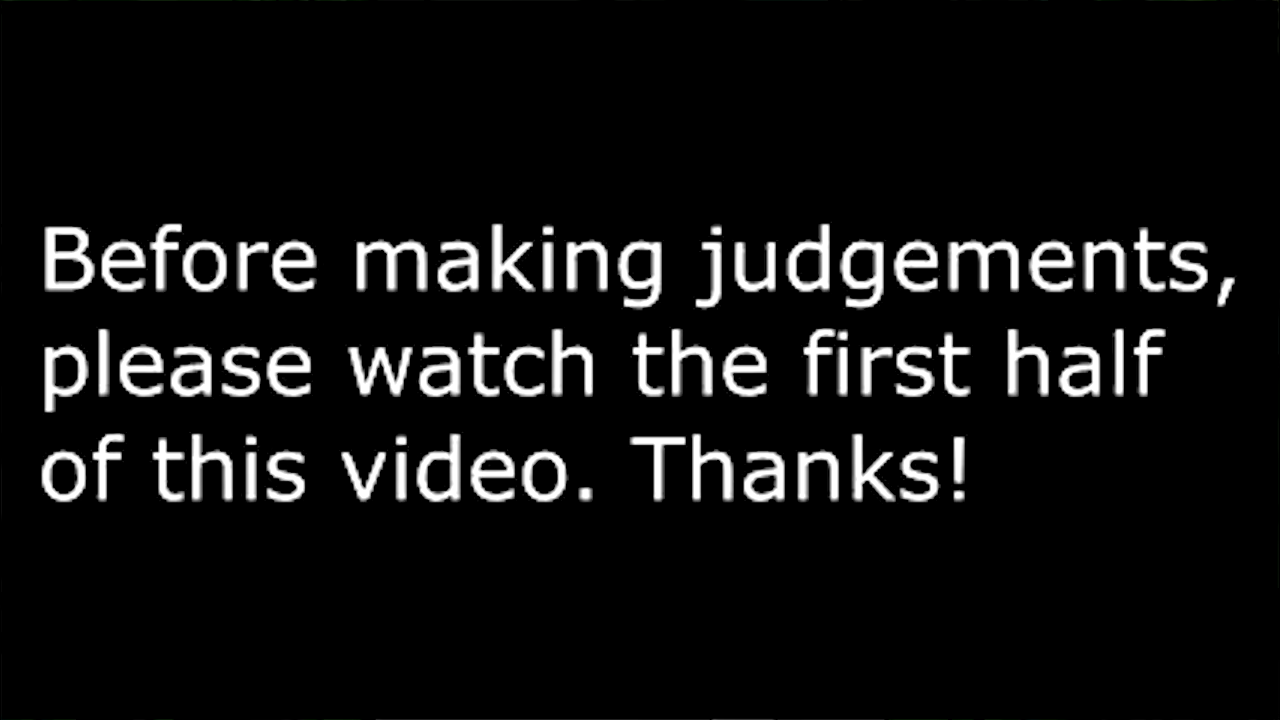 Before making judgements,
please watch the first half
of this video. Thanks!